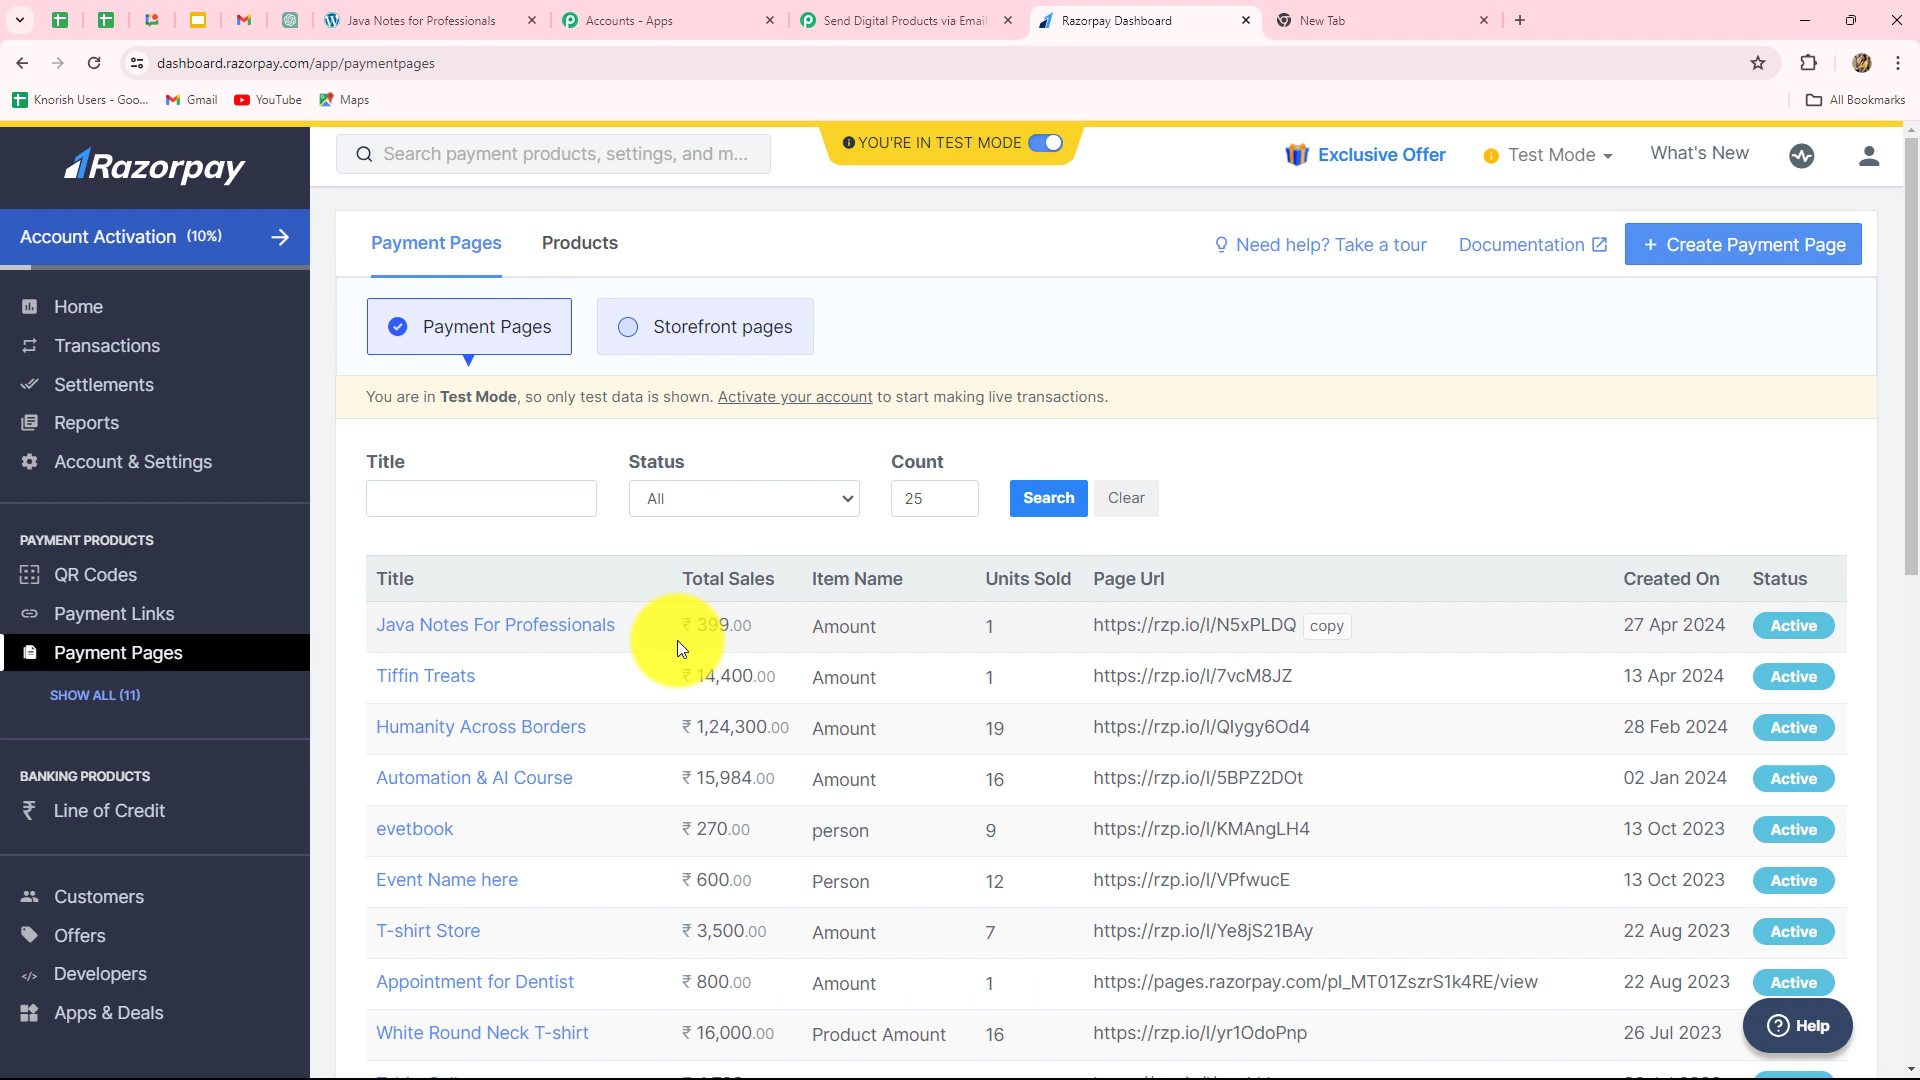 Java Notes for Professionals
Accounts - Apps
Send Digital Products via Email
Razorpay Dashboard
New Tab
dashboard.razorpay.com/app/paymentpages
Knorish Users - Goo...
Gmail
YouTube
Maps
All Bookmarks
Razorpay
Search payment products, settings, and m...
YOU'RE IN TEST MODE
Exclusive Offer
Test Mode
What's New
Account Activation (10%)
Home
Transactions
Settlements
Reports
Account & Settings
PAYMENT PRODUCTS
QR Codes
Payment Links
Payment Pages
SHOW ALL (11)
BANKING PRODUCTS
Line of Credit
Customers
Offers
Developers
Apps & Deals
Payment Pages Products
Need help? Take a tour
Documentation
+ Create Payment Page
Payment Pages
Storefront pages
You are in Test Mode, so only test data is shown. Activate your account to start making live transactions.
Title Status Count
All 25 Search Clear
Title Total Sales Item Name Units Sold Page Url Created On Status
Java Notes For Professionals ₹ 399.00 Amount 1 https://rzp.io/l/N5xPLDQ copy 27 Apr 2024 Active
Tiffin Treats ₹ 14,400.00 Amount 1 https://rzp.io/l/7vcM8JZ 13 Apr 2024 Active
Humanity Across Borders ₹ 1,24,300.00 Amount 19 https://rzp.io/l/Qlygy6Od4 28 Feb 2024 Active
Automation & AI Course ₹ 15,984.00 Amount 16 https://rzp.io/l/5BPZ2DOt 02 Jan 2024 Active
evetbook ₹ 270.00 person 9 https://rzp.io/l/KMAngLH4 13 Oct 2023 Active
Event Name here ₹ 600.00 Person 12 https://rzp.io/l/VPfwucE 13 Oct 2023 Active
T-shirt Store ₹ 3,500.00 Amount 7 https://rzp.io/l/Ye8jS21BAy 22 Aug 2023 Active
Appointment for Dentist ₹ 800.00 Amount 1 https://pages.razorpay.com/pl_MT01ZszrS1k4RE/view 22 Aug 2023 Active
White Round Neck T-shirt ₹ 16,000.00 Product Amount 16 https://rzp.io/l/yr1OdoPnp 26 Jul 2023
Help